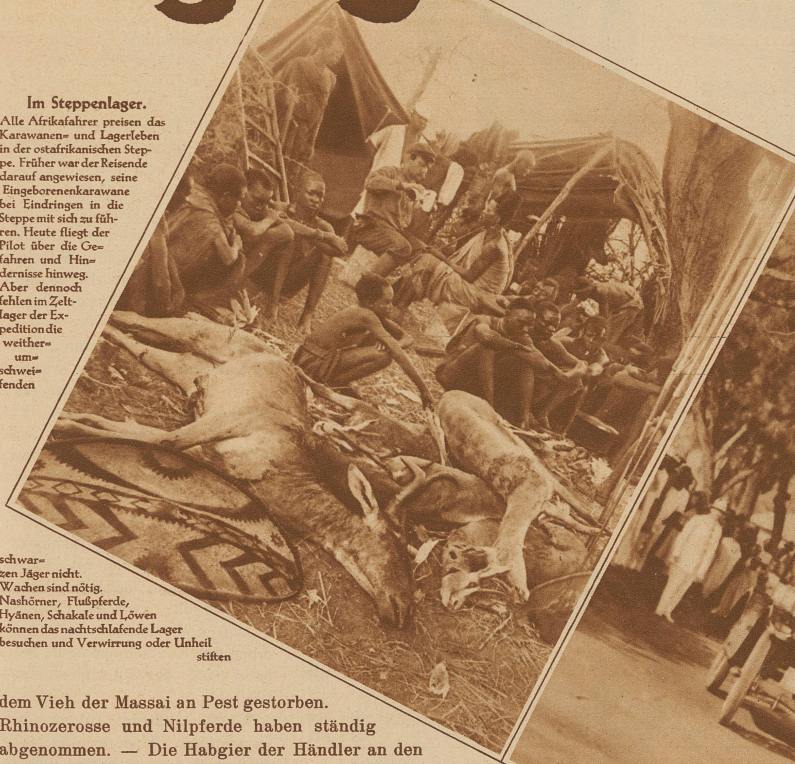 Im Steppenlager.
Alle Afrikafahrer preisen das
Karawanen= und Lagerleben
in der ostafrikanischen Step=
pe. Früher war der Reisende
darauf angewiesen, seine
Eingeborenenkarawane
bei Eindringen in die
Steppe mit sich zu füh=
ren. Heute fliegt der
Pilot über die Ge=
fahren und Hin=
dernisse hinweg.
Aber dennoch
fehlen im Zelt=
lager der Ex=
pedition die
weither=
um=
schwei=
fenden
schwar=
zen Jäger nicht.
Wachen sind nötig.
Nashörner, Flußpferde,
Hyänen, Schakale und Löwen
können das nachtschlafende Lager
besuchen und Verwirrung oder Unheil
stiften
dem Vieh der Massai an Pest gestorben.
Rhinozerosse und Nilpferde haben ständig
abgenommen. — Die Habgier der Händler an den